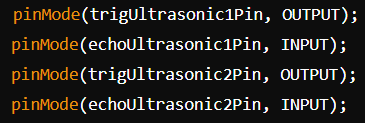 pinMode(trigUltrasonic1Pin, OUTPUT);
pinMode(echoUltrasonic1Pin, INPUT);
pinMode(trigUltrasonic2Pin, OUTPUT);
pinMode(echoUltrasonic2Pin, INPUT);